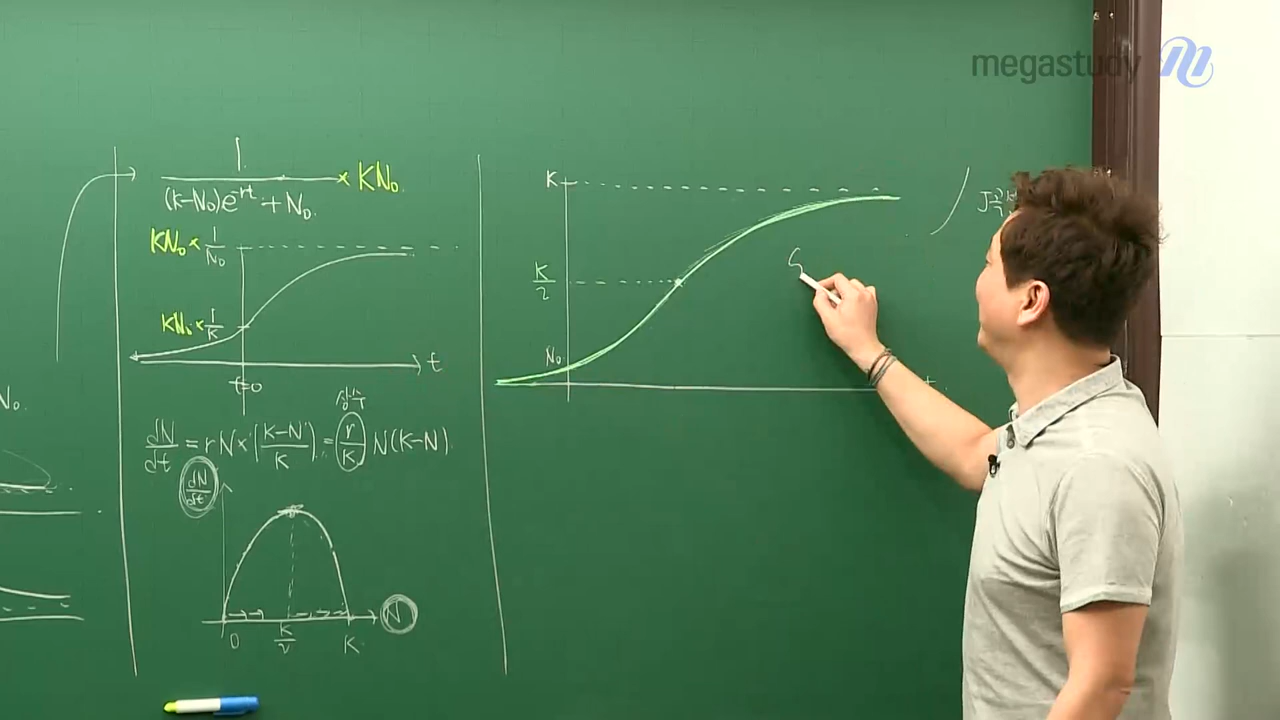 megastudy
1
(K-N₀)e^-rt + N₀
× KN₀
KN₀ × 1/N₀
KN₀ × 1/K
t
t=0
N₀.
dN/dt = rN × (K-N/K) = r/K N(K-N)
상수
dN/dt
0
K/2
K
N
K
K/2
N₀
t
S